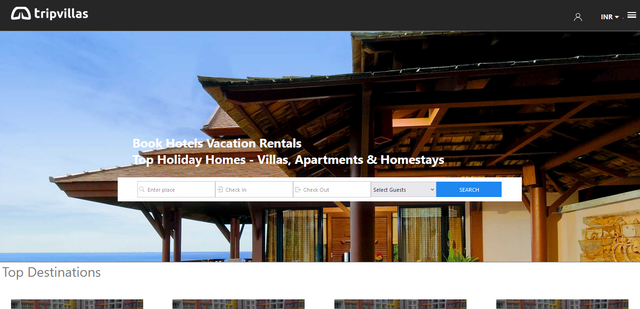 tripvillas
INR
Book Hotels Vacation Rentals
Top Holiday Homes - Villas, Apartments & Homestays
Enter place
Check In
Check Out
Select Guests
SEARCH
Top Destinations